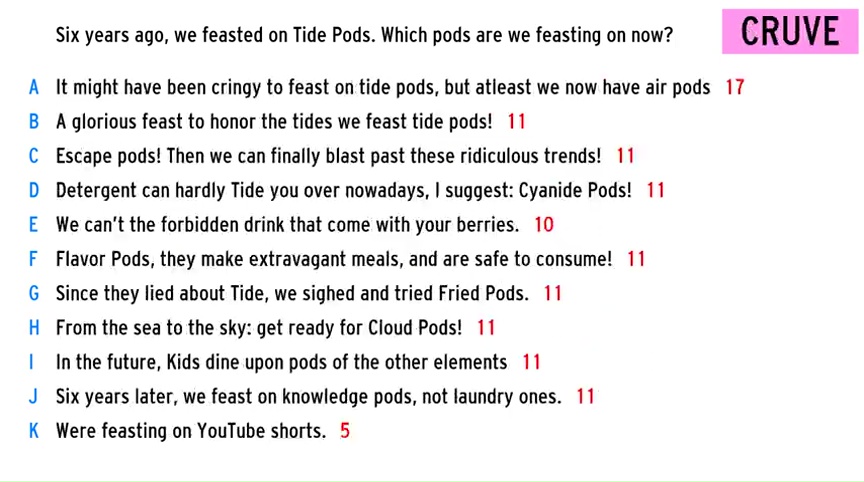 Six years ago, we feasted on Tide Pods. Which pods are we feasting on now?
CRUVE
A It might have been cringy to feast on tide pods, but atleast we now have air pods 17
B A glorious feast to honor the tides we feast tide pods! 11
C Escape pods! Then we can finally blast past these ridiculous trends! 11
D Detergent can hardly Tide you over nowadays, I suggest: Cyanide Pods! 11
E We can't the forbidden drink that come with your berries. 10
F Flavor Pods, they make extravagant meals, and are safe to consume! 11
G Since they lied about Tide, we sighed and tried Fried Pods. 11
H From the sea to the sky: get ready for Cloud Pods! 11
I In the future, Kids dine upon pods of the other elements 11
J Six years later, we feast on knowledge pods, not laundry ones. 11
K Were feasting on YouTube shorts. 5